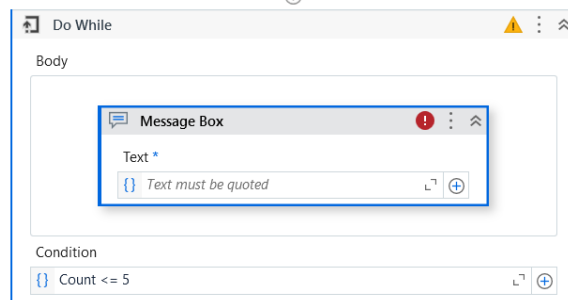 Do While
Body
Message Box
Text *
{} Text must be quoted
Condition
{} Count <= 5